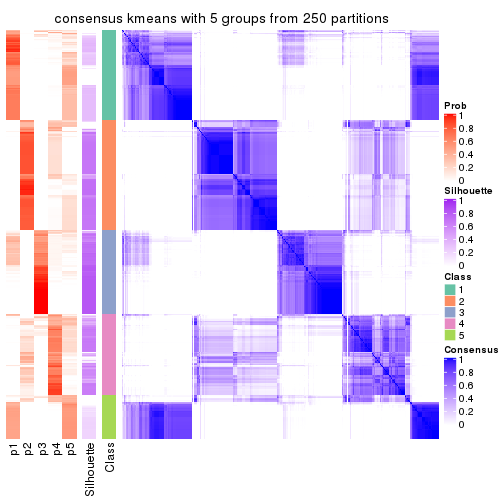 consensus kmeans with 5 groups from 250 partitions
Prob
1
0.8
0.6
0.4
0.2
0
Silhouette
1
0.8
0.6
0.4
0.2
0
Class
1
2
3
4
5
Consensus
1
0.8
0.6
0.4
0.2
0
p1
p2
p3
p4
p5
Silhouette
Class